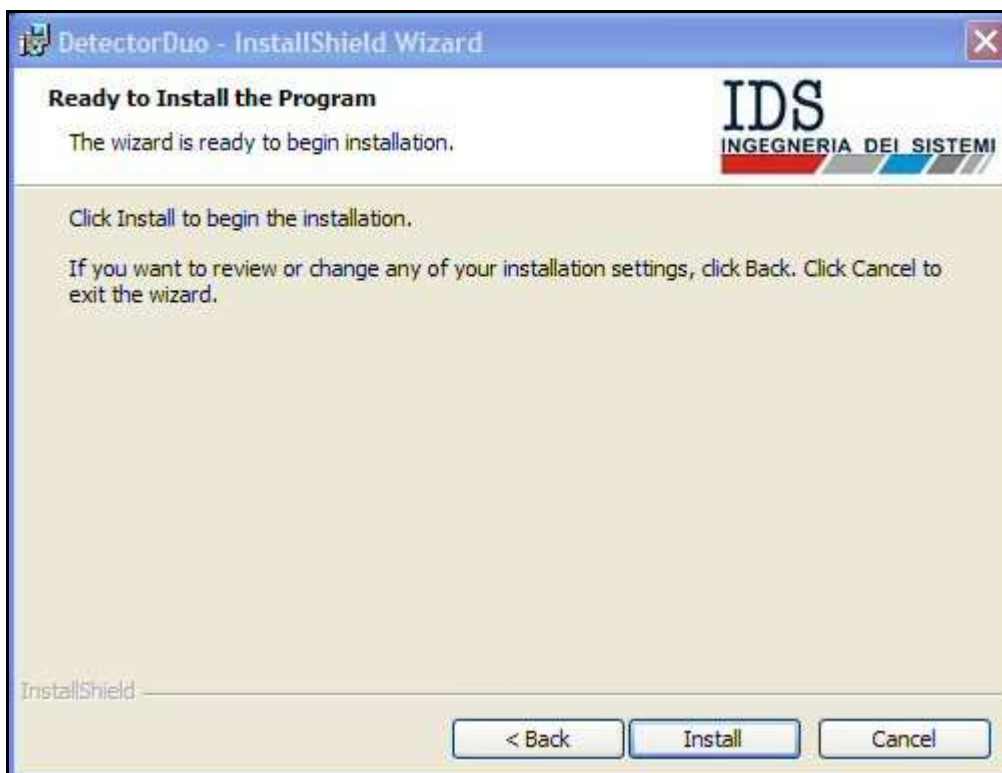 DetectorDuo - InstallShield Wizard
Ready to Install the Program
The wizard is ready to begin installation.
IDS
INGEGNERIA DEI SISTEMI
Click Install to begin the installation.
If you want to review or change any of your installation settings, click Back. Click Cancel to
exit the wizard.
InstallShield
< Back
Install
Cancel